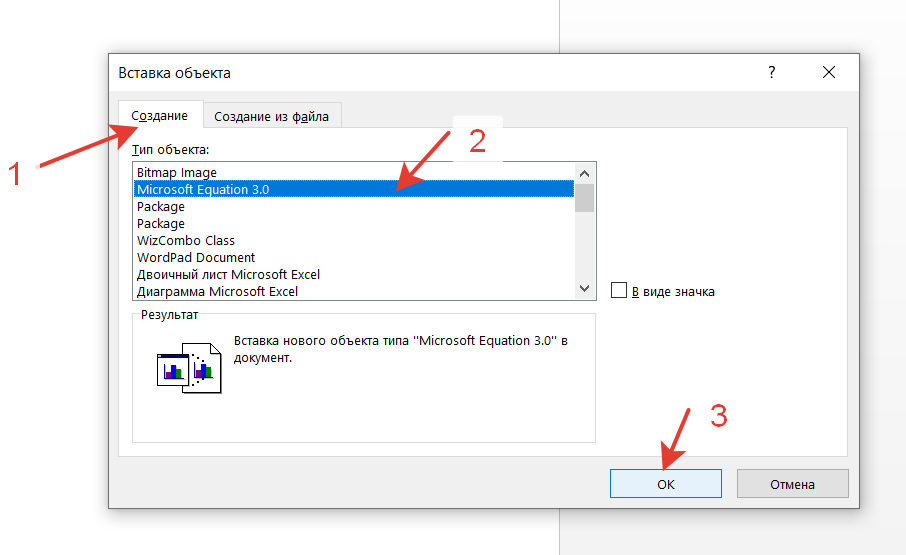 Вставка объекта
?
Создание
Создание из файла
1
2
Тип объекта:
Bitmap Image
Microsoft Equation 3.0
Package
Package
WizCombo Class
WordPad Document
Двоичный лист Microsoft Excel
Диаграмма Microsoft Excel
В виде значка
Результат
Вставка нового объекта типа "Microsoft Equation 3.0" в
документ.
3
ОК
Отмена